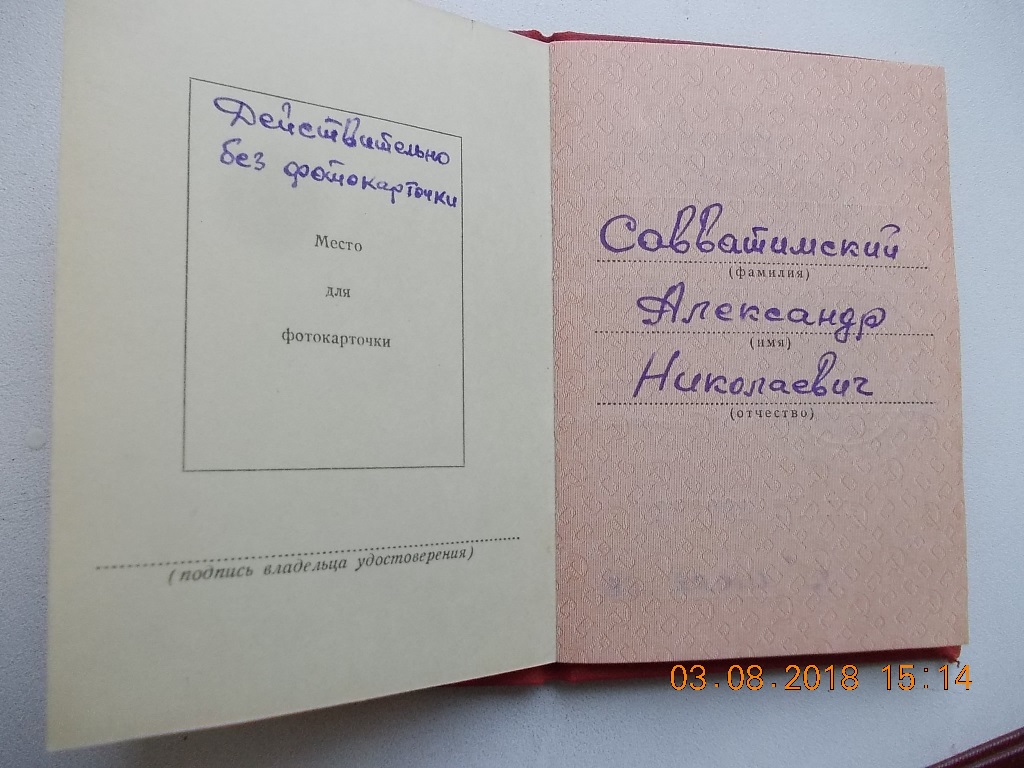 Действительно
без фотокарточки
Место
для
фотокарточки
(подпись владельца удостоверения)
Савватимский
(фамилия)
Александр
(имя)
Николаевич
(отчество)
03.08.2018 15:14